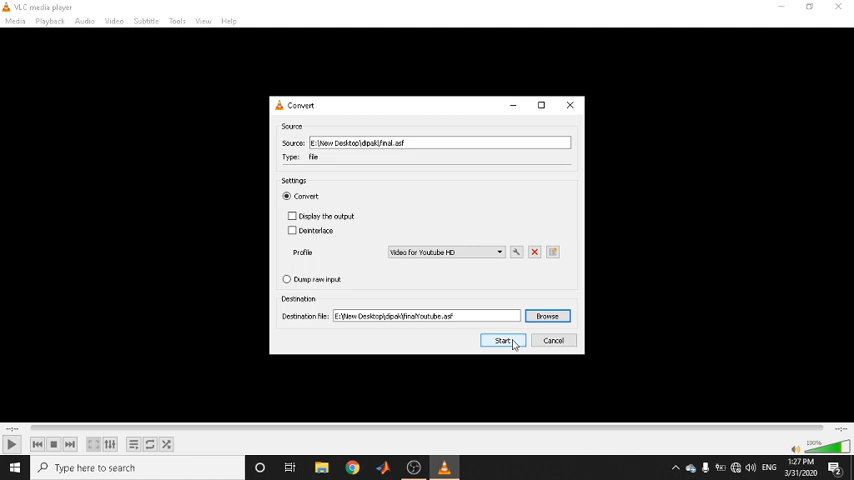 VLC media player
Media Playback Audio Video Subtitle Tools View Help
Convert
Source
Source: E:\New Desktop\dipak\final.asf
Type: file
Settings
Convert
Display the output
Deinterlace
Profile Video for Youtube HD
Dump raw input
Destination
Destination file: E:\New Desktop\dipak\finalYoutube.asf Browse
Start Cancel
--:-- --:--
100%
Type here to search
ENG
1:27 PM
3/31/2020
2